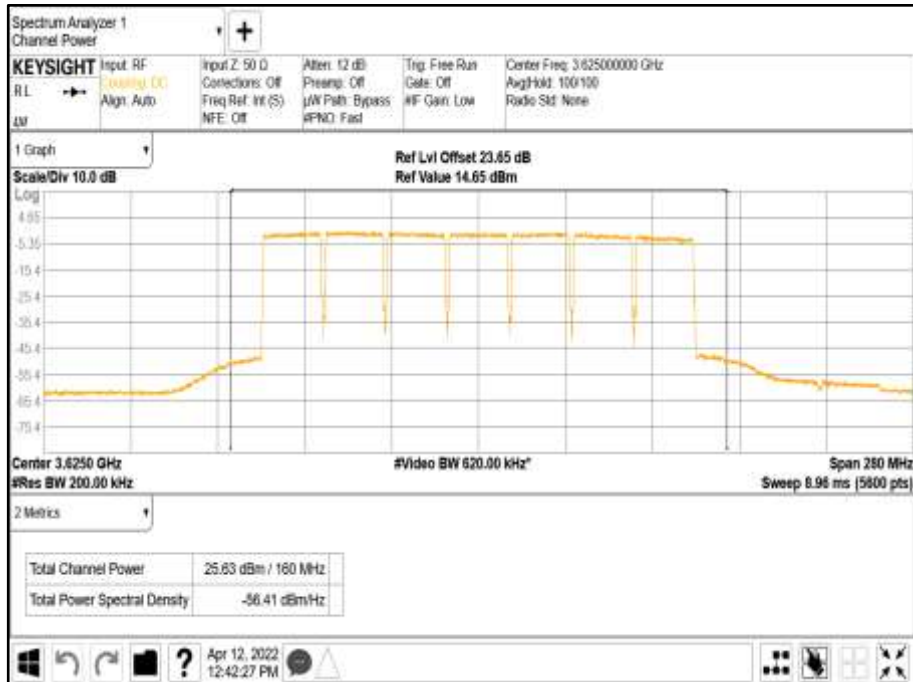 Spectrum Analyzer 1
Channel Power
+
KEYSIGHT
RL
LM
Input: RF
Coupling: DC
Align: Auto
Input Z: 50 Ω
Corrections: Off
Freq Ref: Int (S)
NFE: Off
Atten: 12 dB
Preamp: Off
µW Path: Bypass
#PNO: Fast
Trig: Free Run
Gate: Off
#IF Gain: Low
Center Freq: 3.625000000 GHz
Avg|Hold: 100/100
Radio Std: None
1 Graph
Scale/Div 10.0 dB
Ref Lvl Offset 23.65 dB
Ref Value 14.65 dBm
Log
4.65
-5.35
-15.4
-25.4
-35.4
-45.4
-55.4
-65.4
-75.4
Center 3.6250 GHz
#Video BW 620.00 kHz*
Span 280 MHz
#Res BW 200.00 kHz
Sweep 8.96 ms (5600 pts)
2 Metrics
Total Channel Power 25.63 dBm / 160 MHz
Total Power Spectral Density -56.41 dBm/Hz
?
Apr 12, 2022
12:42:27 PM